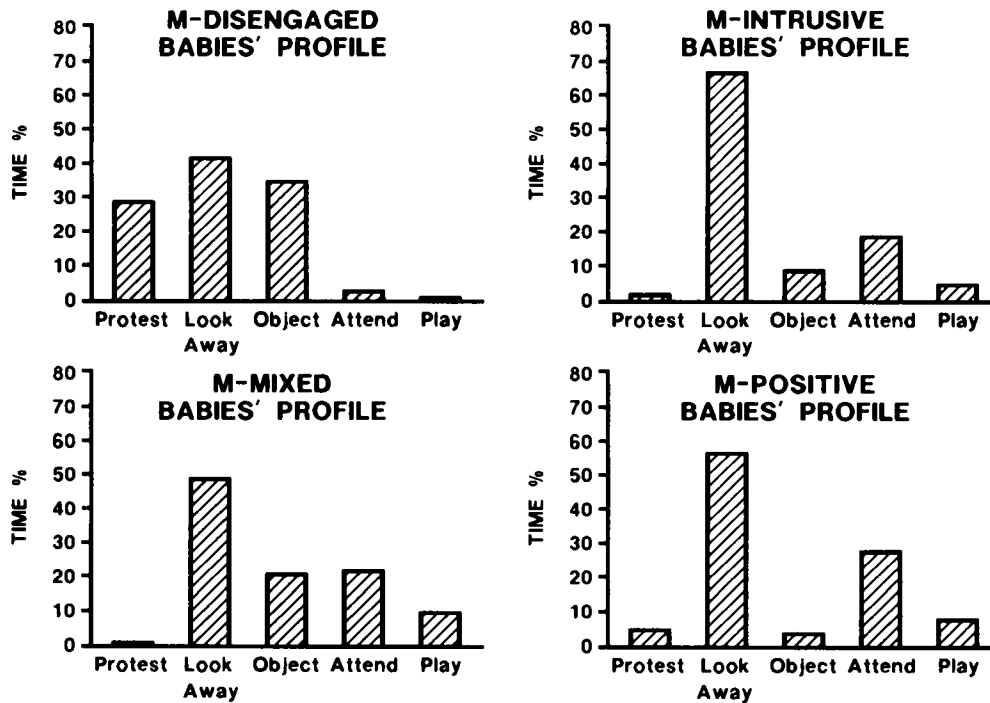 M-DISENGAGED
BABIES' PROFILE
TIME %
80
70
60
50
40
30
20
10
0
Protest Look Object Attend Play
Away
M-INTRUSIVE
BABIES' PROFILE
TIME %
80
70
60
50
40
30
20
10
0
Protest Look Object Attend Play
Away
M-MIXED
BABIES' PROFILE
TIME %
80
70
60
50
40
30
20
10
0
Protest Look Object Attend Play
Away
M-POSITIVE
BABIES' PROFILE
TIME %
80
70
60
50
40
30
20
10
0
Protest Look Object Attend Play
Away